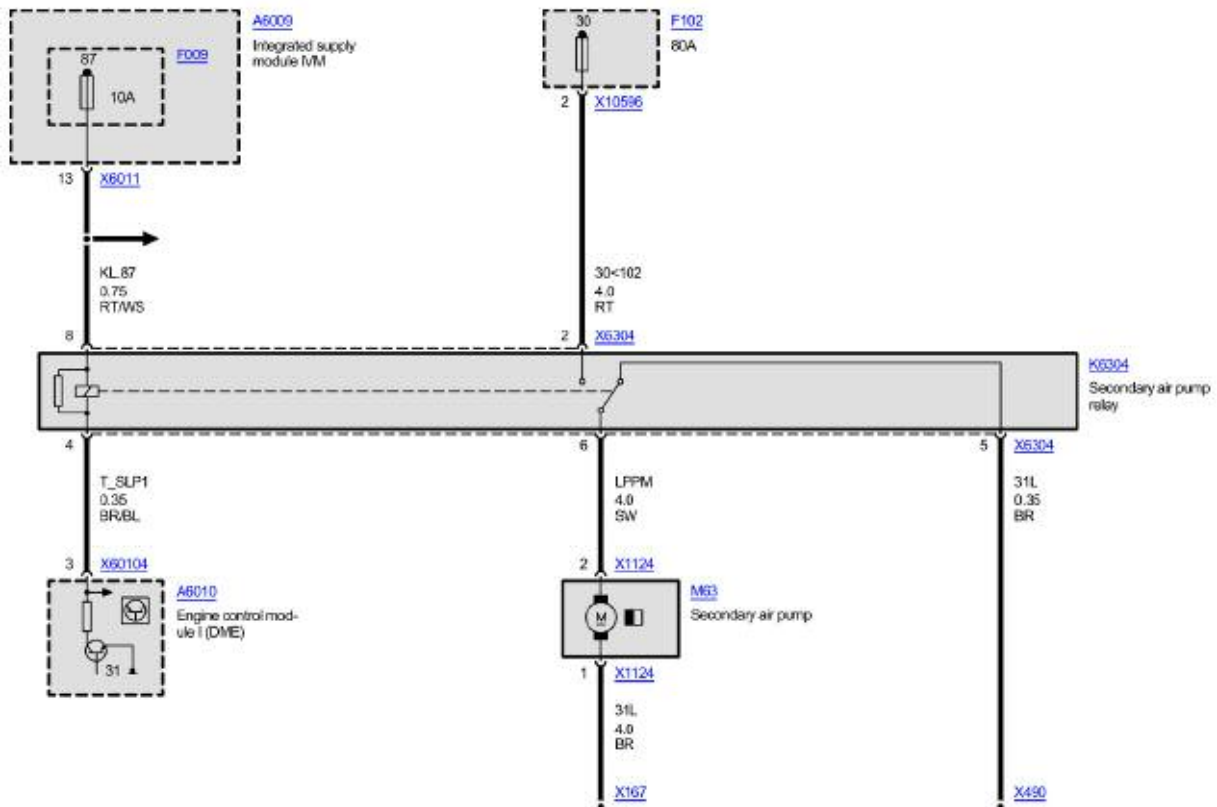 A6009
Integrated supply
module IVM
87
F009
10A
30
F102
80A
2 X10596
13 X6011
KL.87
0.75
RT/WS
30<102
4.0
RT
8
2 X6304
K6304
Secondary air pump
relay
4
6
5 X6304
T_SLP1
0.35
BR/BL
LPPM
4.0
SW
31L
0.35
BR
3 X60104
2 X1124
A6010
Engine control mod-
ule I (DME)
31
M63
Secondary air pump
M
1 X1124
31L
4.0
BR
X167
X490